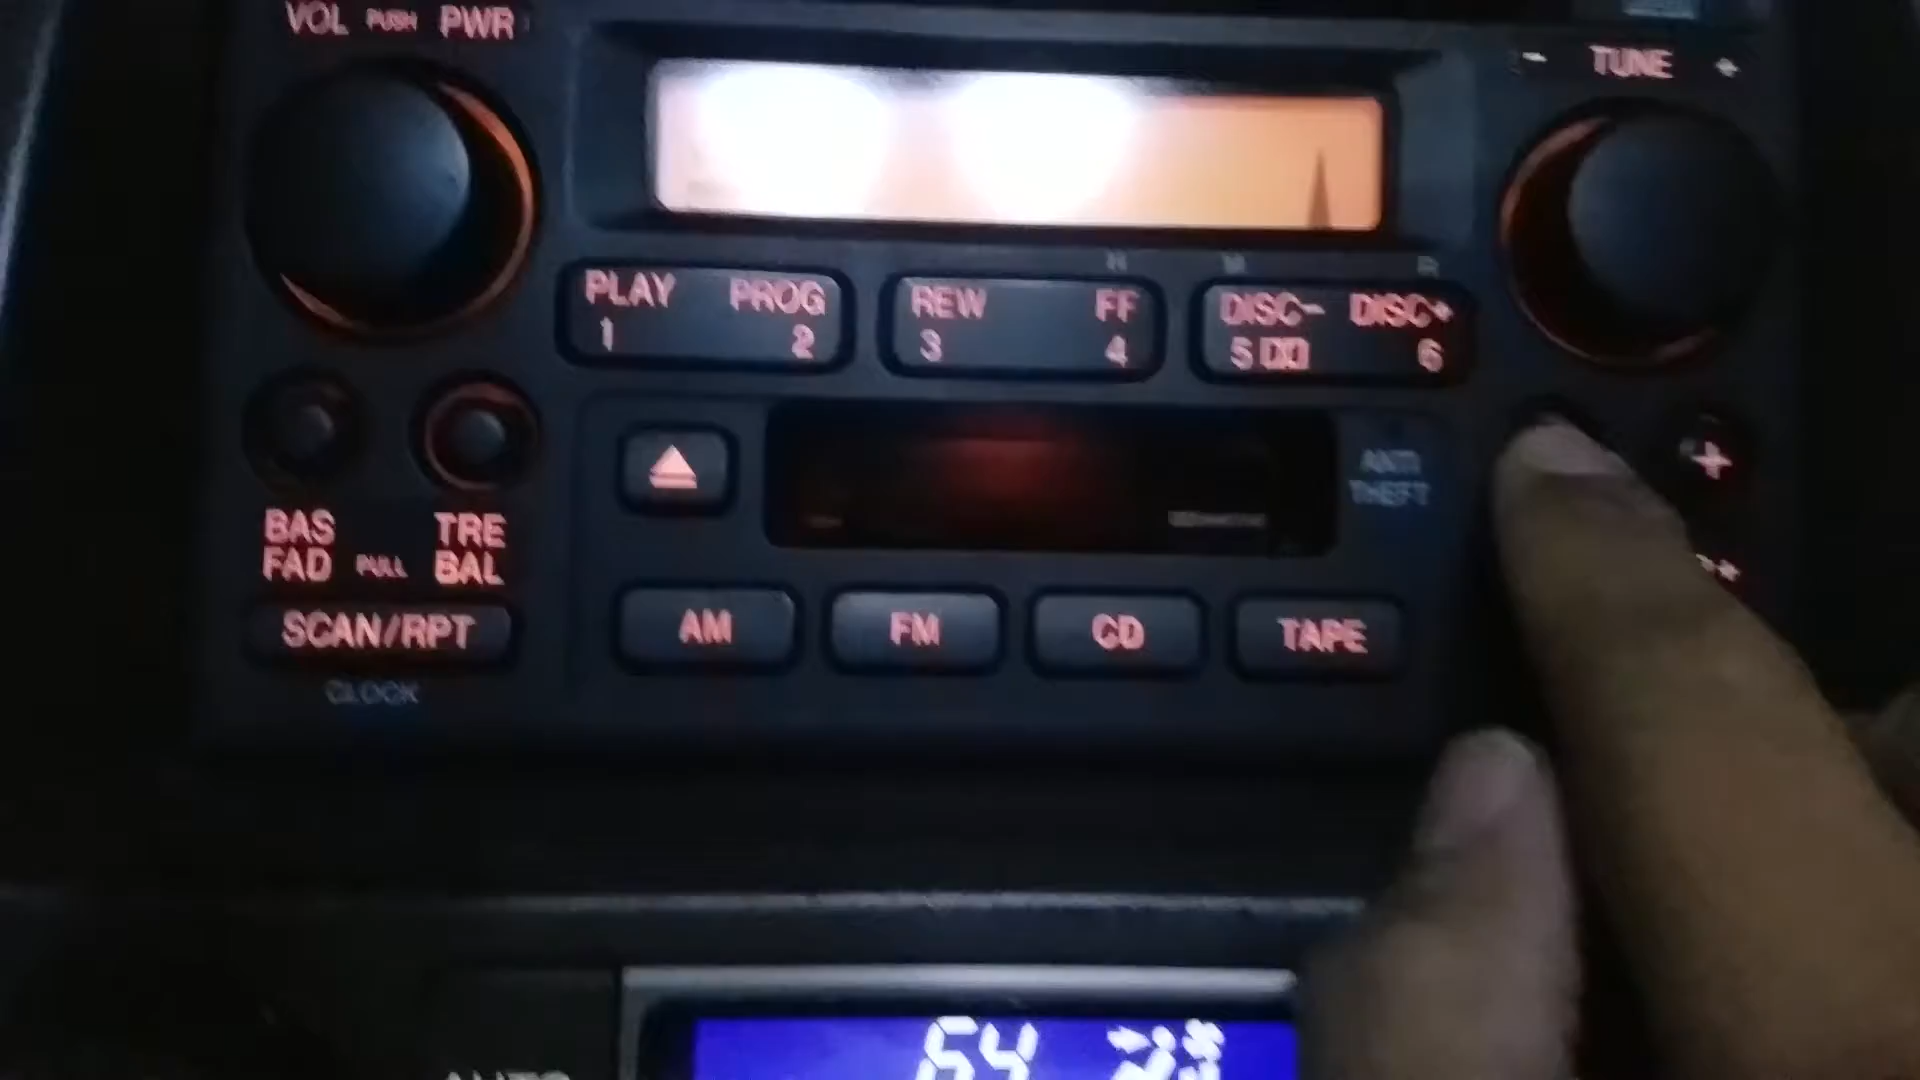 VOL PUSH PWR
- TUNE +
H M R
PLAY PROG
1 2
REW FF
3 4
DISC- DISC+
5 6
ANTI
THEFT
+
BAS TRE
FAD PULL BAL
SCAN/RPT
AM FM CD TAPE
CLOCK
64
AUTO